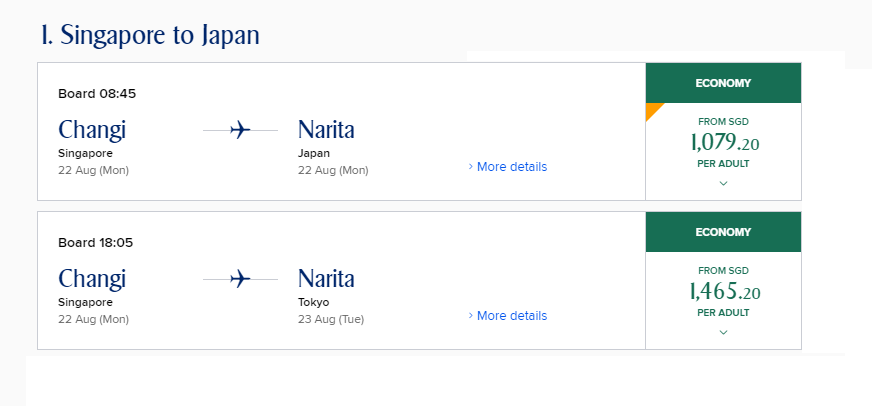 1. Singapore to Japan
Board 08:45
Changi
Narita
Singapore
Japan
22 Aug (Mon)
22 Aug (Mon)
> More details
ECONOMY
FROM SGD
1,079.20
PER ADULT
Board 18:05
Changi
Narita
Singapore
Tokyo
22 Aug (Mon)
23 Aug (Tue)
> More details
ECONOMY
FROM SGD
1,465.20
PER ADULT